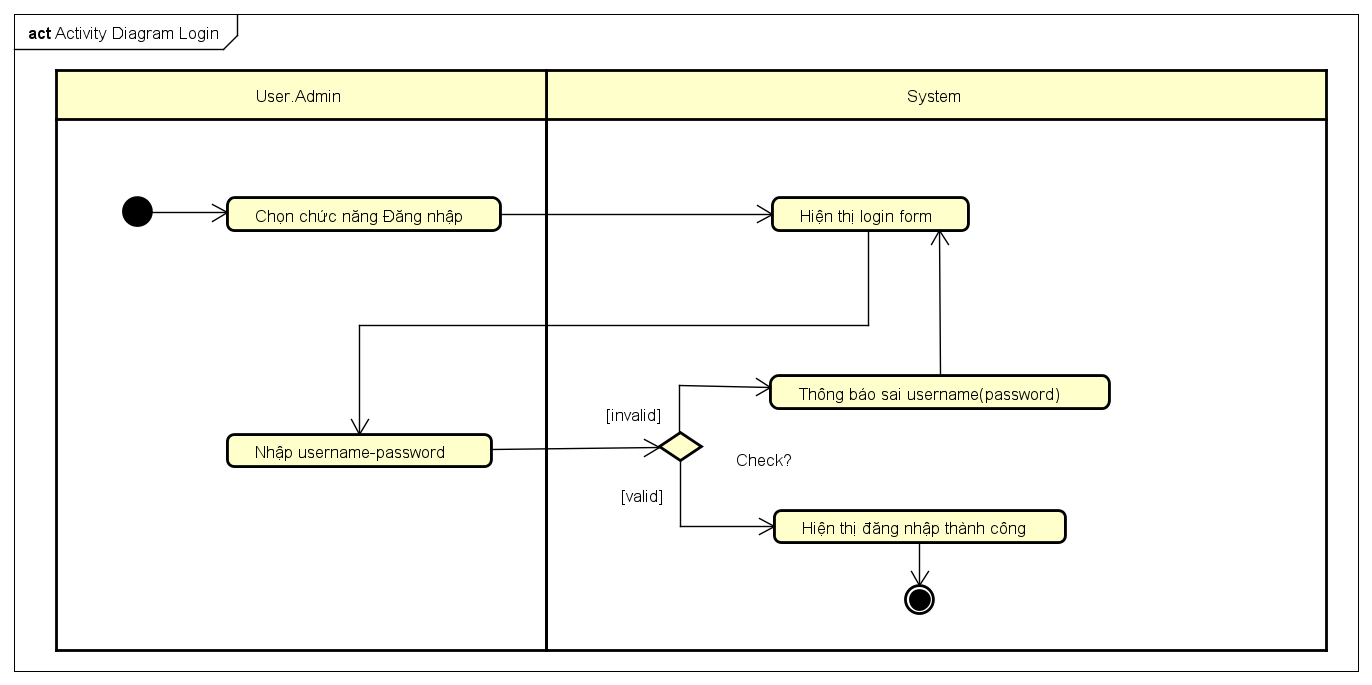 act Activity Diagram Login
User.Admin
System
Chọn chức năng Đăng nhập
Hiện thị login form
Thông báo sai username(password)
[invalid]
Nhập username-password
Check?
[valid]
Hiện thị đăng nhập thành công